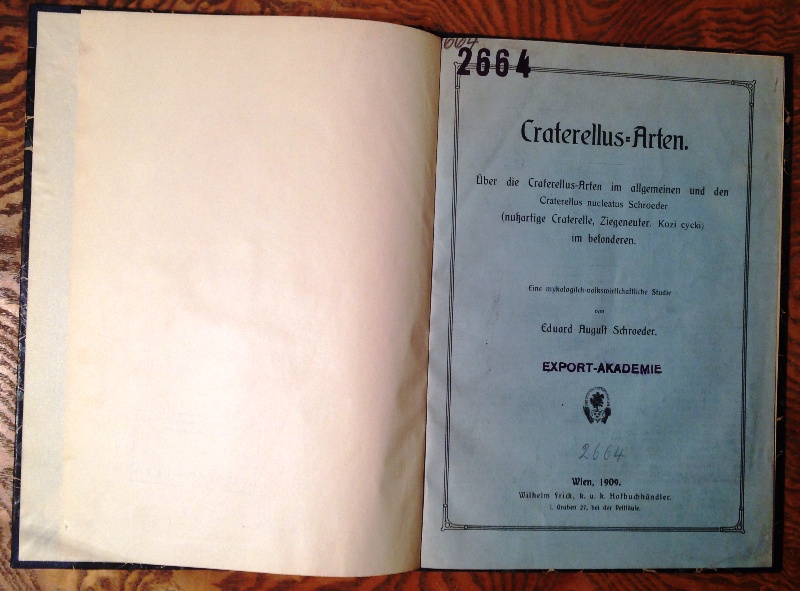 664
2664
Craterellus=Arten.
Über die Craterellus-Arten im allgemeinen und den
Craterellus nucleatus Schroeder
(nußartige Craterelle, Ziegeneuter, Kozi cycki)
im besonderen.
Eine mykologisch-volkswirtschaftliche Studie
von
Eduard August Schroeder.
EXPORT-AKADEMIE
2664
Wien, 1909.
Wilhelm Frick, k. u. k. Hofbuchhändler.
I. Graben 27, bei der Pestsäule.